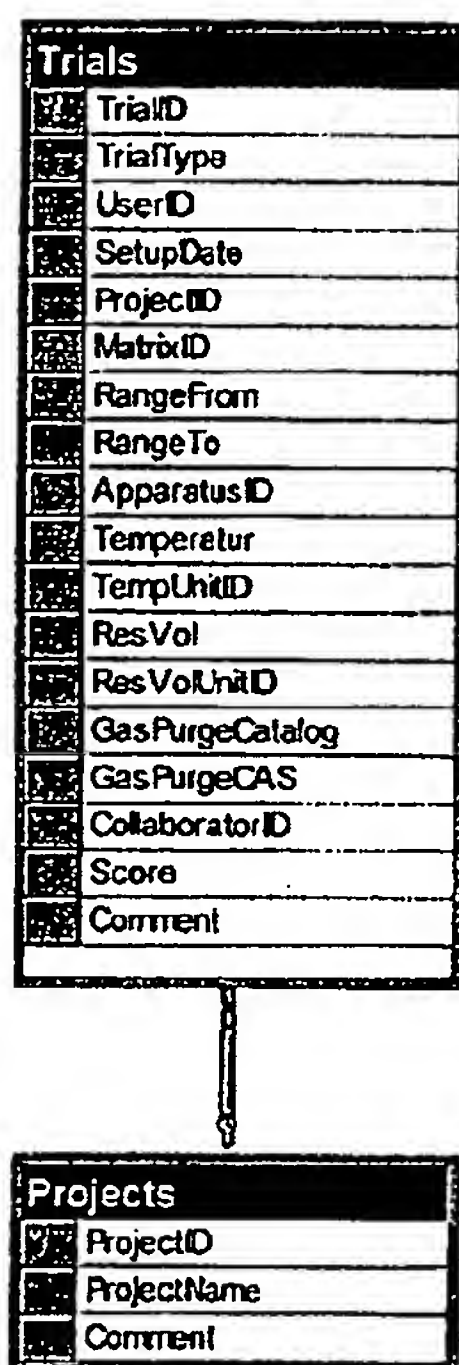 Trials
TrialID
TrialType
UserID
SetupDate
ProjectID
MatrixID
RangeFrom
RangeTo
ApparatusID
Temperatur
TempUnitID
ResVol
ResVolUnitID
GasPurgeCatalog
GasPurgeCAS
CollaboratorID
Score
Comment
Projects
ProjectID
ProjectName
Comment